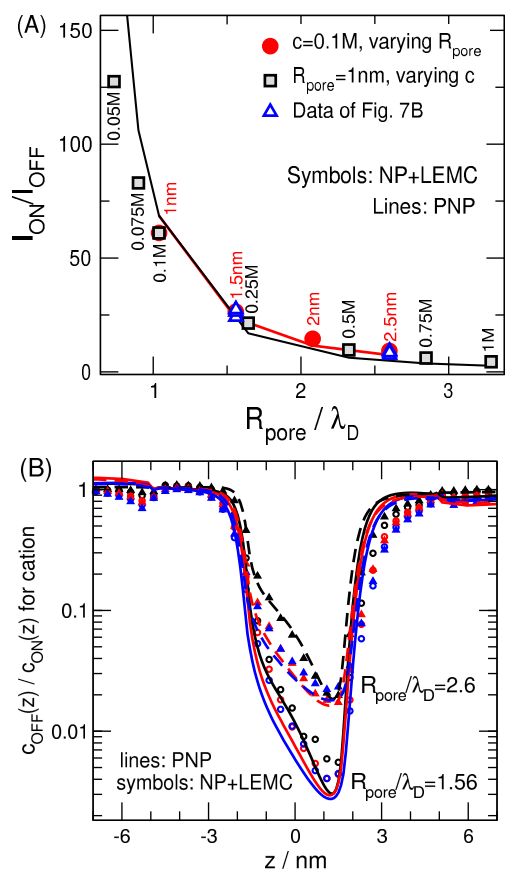 (A)
150
100
50
0
I_ON/I_OFF
c=0.1M, varying R_pore
R_pore=1nm, varying c
Data of Fig. 7B
Symbols: NP+LEMC
Lines: PNP
0.05M
0.075M
0.1M
1nm
1.5nm
0.25M
2nm
0.5M
2.5nm
0.75M
1M
1
2
3
R_pore / λ_D
(B)
1
0.1
0.01
c_OFF(z) / c_ON(z) for cation
R_pore/λ_D=2.6
R_pore/λ_D=1.56
lines: PNP
symbols: NP+LEMC
-6
-3
0
3
6
z / nm